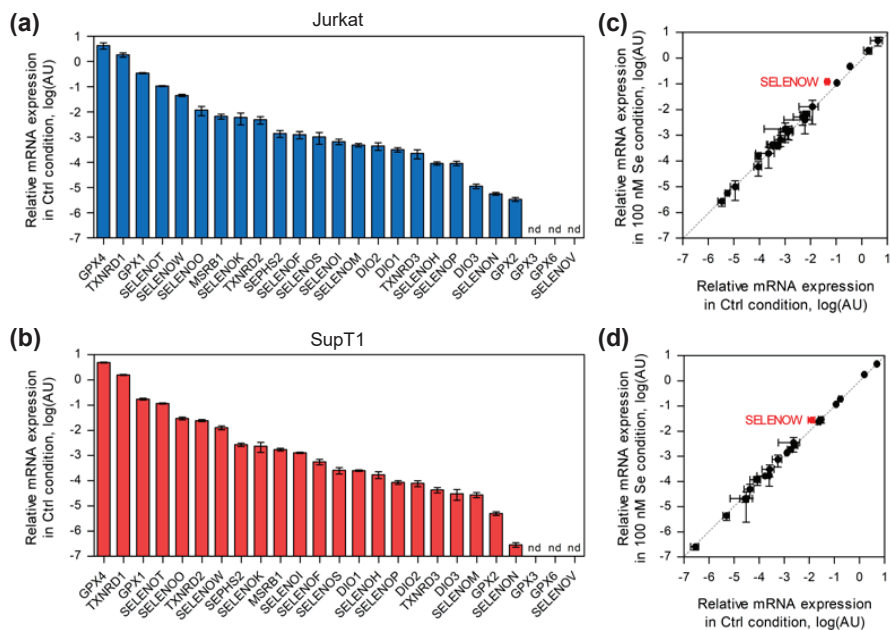 (a)
Jurkat
Relative mRNA expression
in Ctrl condition, log(AU)
1
0
-1
-2
-3
-4
-5
-6
-7
nd nd nd
GPX4
TXNRD1
GPX1
SELENOT
SELENOW
SELENOO
MSRB1
SELENOK
TXNRD2
SEPHS2
SELENOF
SELENOS
SELENOI
SELENOM
DIO2
DIO1
TXNRD3
SELENOH
SELENOP
DIO3
SELENON
GPX2
GPX3
GPX6
SELENOV
(c)
Relative mRNA expression
in 100 nM Se condition, log(AU)
1
0
-1
-2
-3
-4
-5
-6
-7
SELENOW
-7 -6 -5 -4 -3 -2 -1 0 1
Relative mRNA expression
in Ctrl condition, log(AU)
(b)
SupT1
Relative mRNA expression
in Ctrl condition, log(AU)
1
0
-1
-2
-3
-4
-5
-6
-7
nd nd nd
GPX4
TXNRD1
GPX1
SELENOT
SELENOO
TXNRD2
SELENOW
SEPHS2
SELENOK
MSRB1
SELENOI
SELENOF
SELENOS
DIO1
SELENOH
SELENOP
DIO2
TXNRD3
DIO3
SELENOM
GPX2
SELENON
GPX3
GPX6
SELENOV
(d)
Relative mRNA expression
in 100 nM Se condition, log(AU)
1
0
-1
-2
-3
-4
-5
-6
-7
SELENOW
-7 -6 -5 -4 -3 -2 -1 0 1
Relative mRNA expression
in Ctrl condition, log(AU)